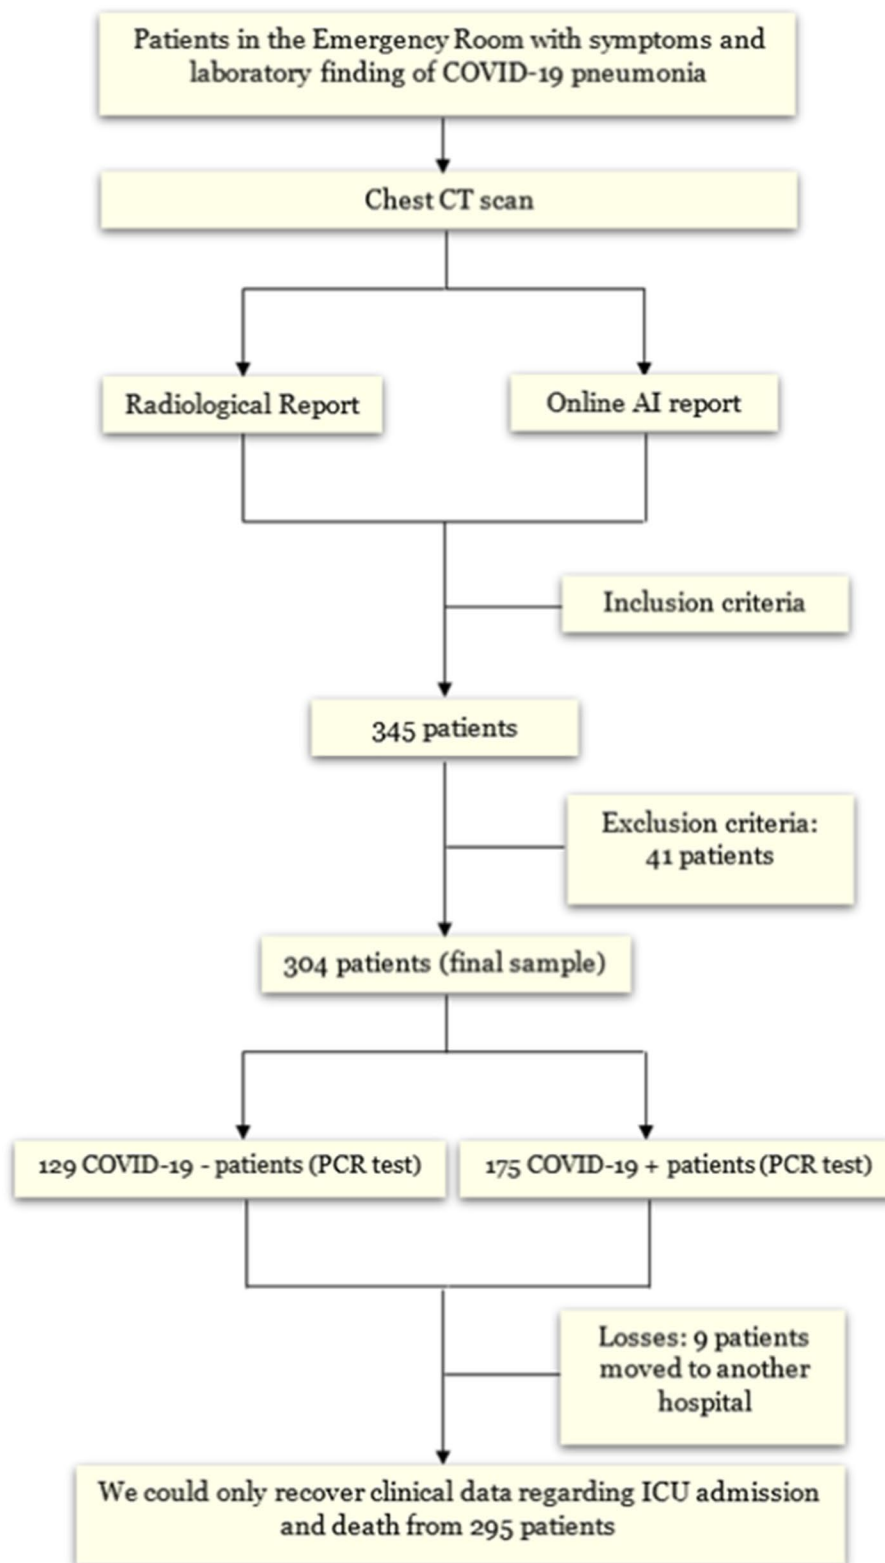 Patients in the Emergency Room with symptoms and
laboratory finding of COVID-19 pneumonia
Chest CT scan
Radiological Report
Online AI report
Inclusion criteria
345 patients
Exclusion criteria:
41 patients
304 patients (final sample)
129 COVID-19 - patients (PCR test)
175 COVID-19 + patients (PCR test)
Losses: 9 patients
moved to another
hospital
We could only recover clinical data regarding ICU admission
and death from 295 patients